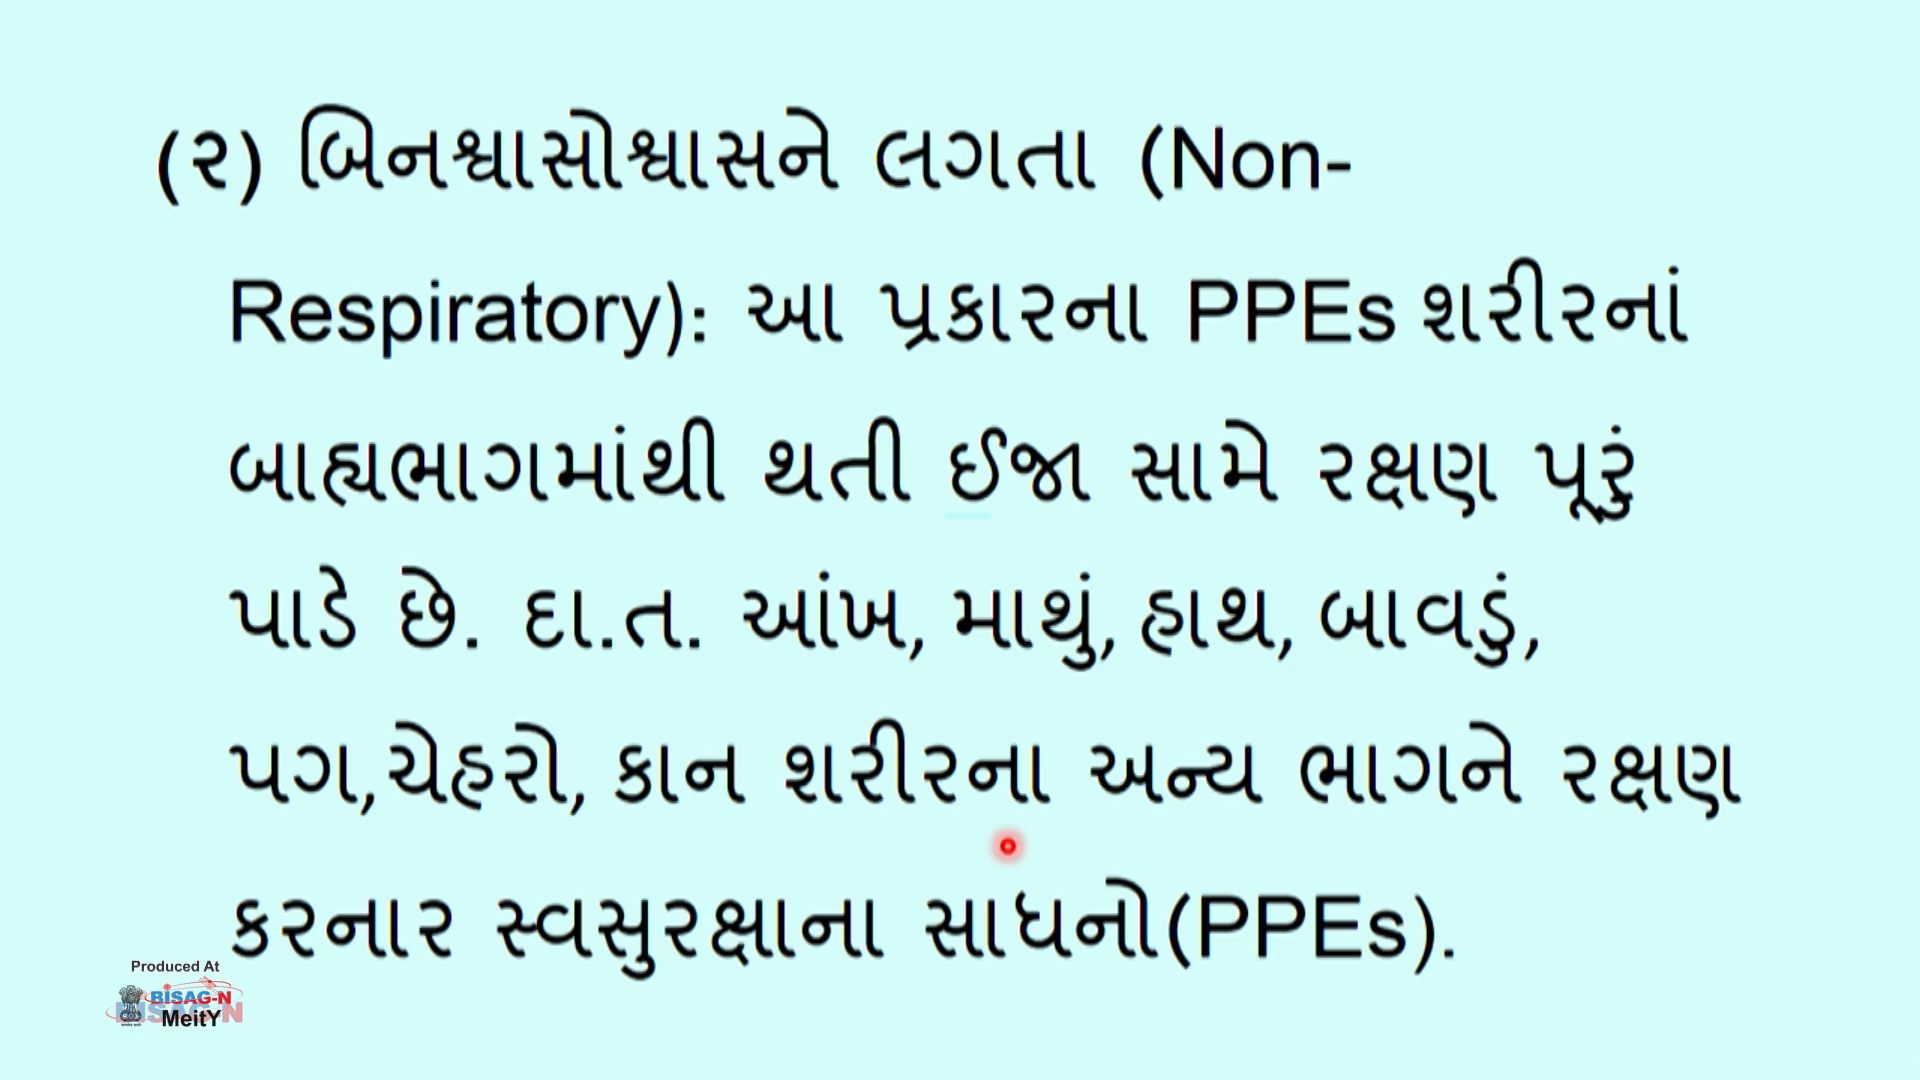 (૨) બિનશ્વાસોશ્વાસને લગતા (Non-
Respiratory): આ પ્રકારના PPEs શરીરનાં
બાહ્યભાગમાંથી થતી ઈજા સામે રક્ષણ પૂરું
પાડે છે. દા.ત. આંખ, માથું, હાથ, બાવડું,
પગ,ચેહરો, કાન શરીરના અન્ય ભાગને રક્ષણ
કરનાર સ્વસુરક્ષાના સાધનો(PPEs).
Produced At
BISAG-N
MeitY